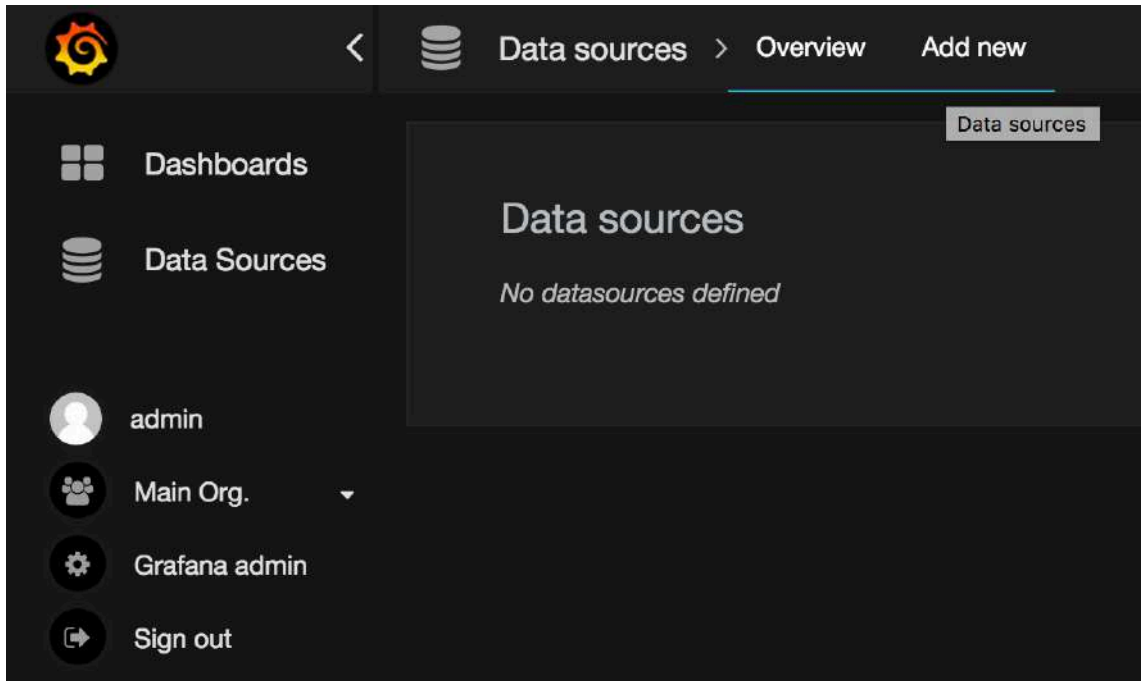 Data sources > Overview Add new
Data sources
Dashboards
Data Sources
Data sources
No datasources defined
admin
Main Org.
Grafana admin
Sign out